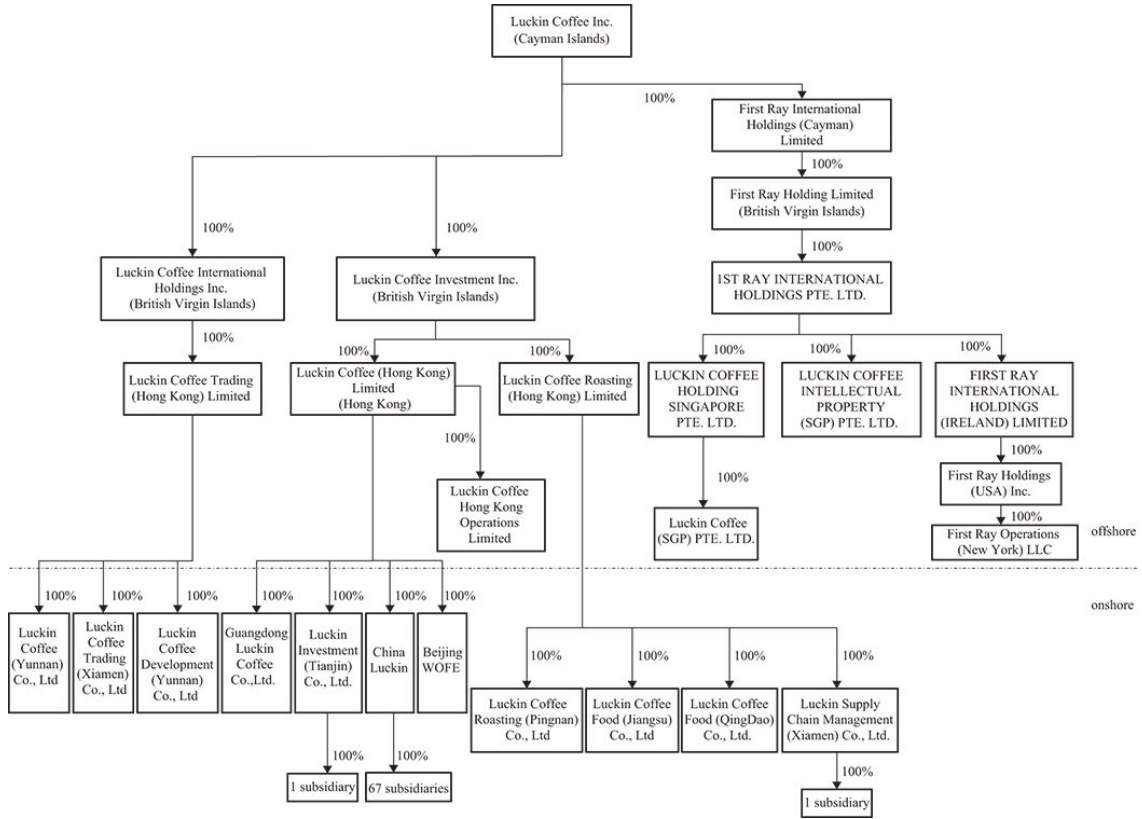 Luckin Coffee Inc.
(Cayman Islands)
100%
First Ray International
Holdings (Cayman)
Limited
100%
First Ray Holding Limited
(British Virgin Islands)
100%
100%
100%
Luckin Coffee International
Holdings Inc.
(British Virgin Islands)
Luckin Coffee Investment Inc.
(British Virgin Islands)
1ST RAY INTERNATIONAL
HOLDINGS PTE. LTD.
100%
100%
100%
100%
100%
100%
Luckin Coffee Trading
(Hong Kong) Limited
Luckin Coffee (Hong Kong)
Limited
(Hong Kong)
Luckin Coffee Roasting
(Hong Kong) Limited
LUCKIN COFFEE
HOLDING
SINGAPORE
PTE. LTD.
LUCKIN COFFEE
INTELLECTUAL
PROPERTY
(SGP) PTE. LTD.
FIRST RAY
INTERNATIONAL
HOLDINGS
(IRELAND) LIMITED
100%
100%
100%
Luckin Coffee
Hong Kong
Operations
Limited
First Ray Holdings
(USA) Inc.
100%
Luckin Coffee
(SGP) PTE. LTD.
First Ray Operations
(New York) LLC
offshore
onshore
100%
100%
100%
100%
100%
100%
100%
Luckin
Coffee
(Yunnan)
Co., Ltd
Luckin
Coffee
Trading
(Xiamen)
Co., Ltd
Luckin
Coffee
Development
(Yunnan)
Co., Ltd
Guangdong
Luckin
Coffee
Co.,Ltd.
Luckin
Investment
(Tianjin)
Co., Ltd.
China
Luckin
Beijing
WOFE
100%
100%
100%
100%
Luckin Coffee
Roasting (Pingnan)
Co., Ltd
Luckin Coffee
Food (Jiangsu)
Co., Ltd
Luckin Coffee
Food (QingDao)
Co., Ltd.
Luckin Supply
Chain Management
(Xiamen) Co., Ltd.
100%
100%
100%
1 subsidiary
67 subsidiaries
1 subsidiary